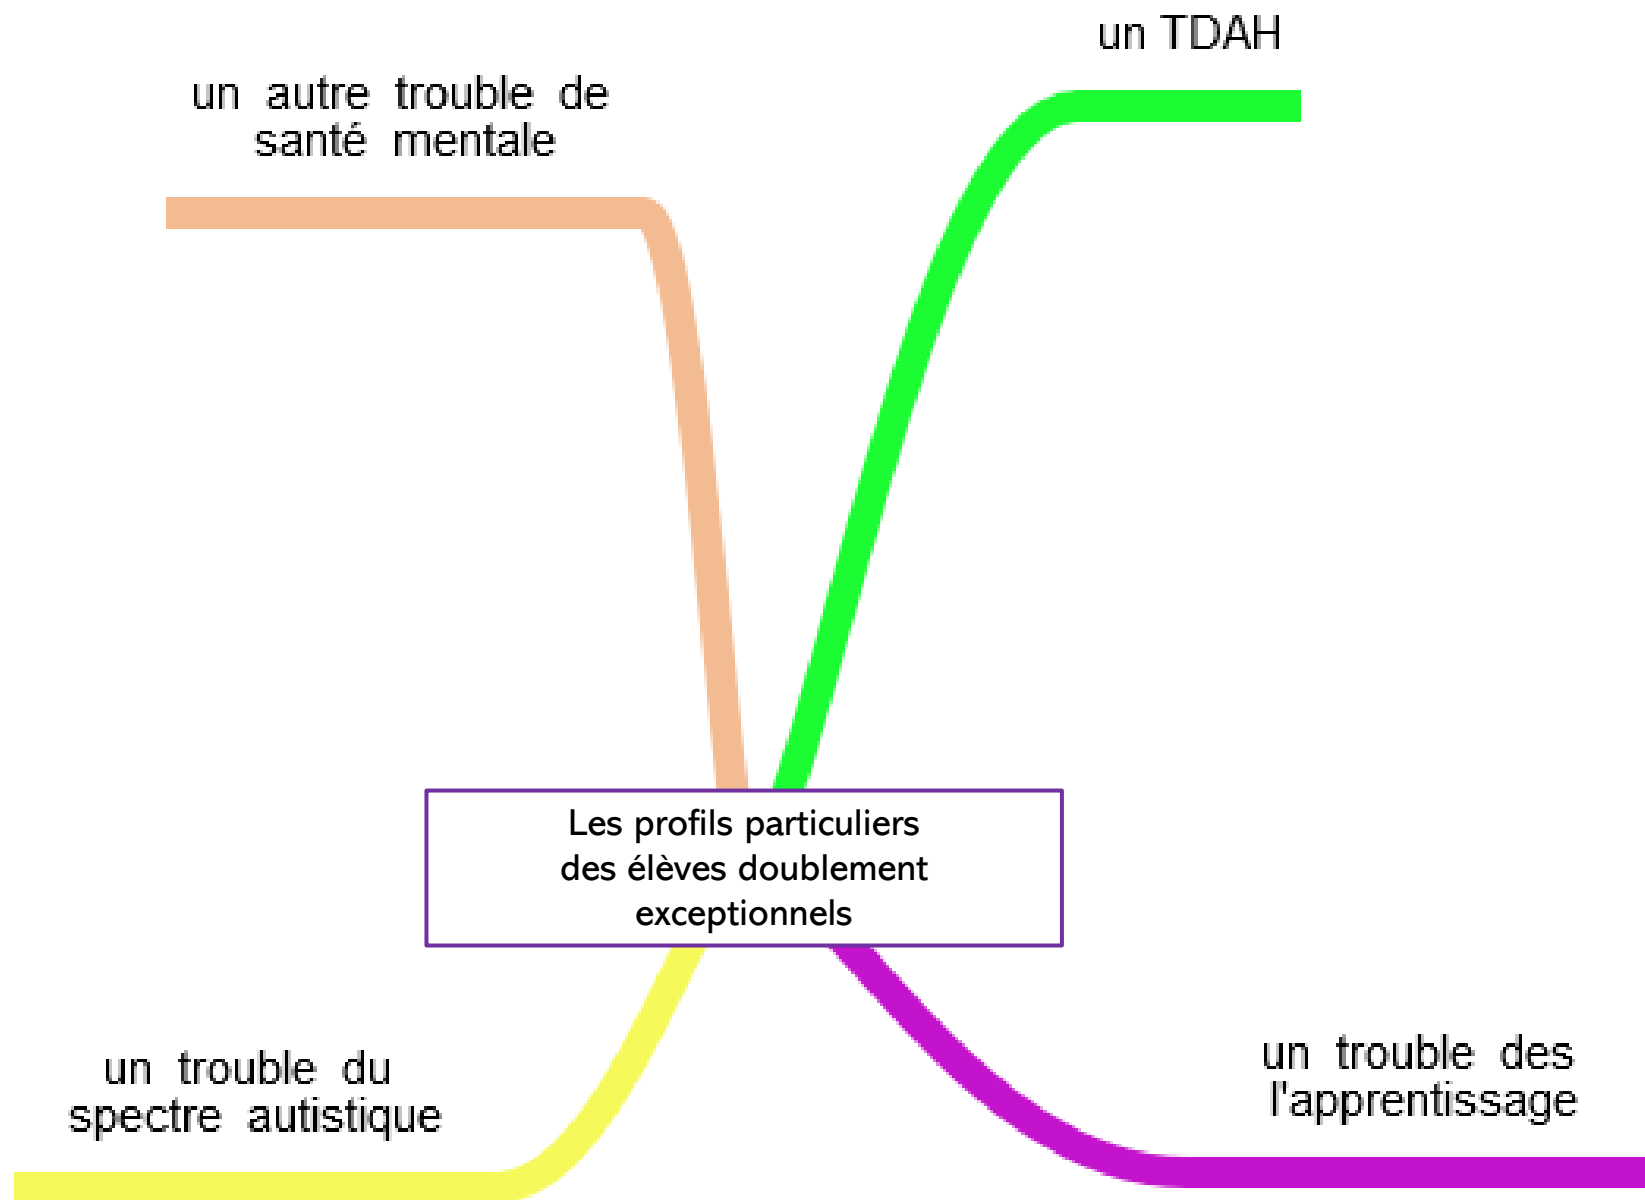 un TDAH
un autre trouble de
santé mentale
Les profils particuliers
des élèves doublement
exceptionnels
un trouble du
spectre autistique
un trouble des
l'apprentissage